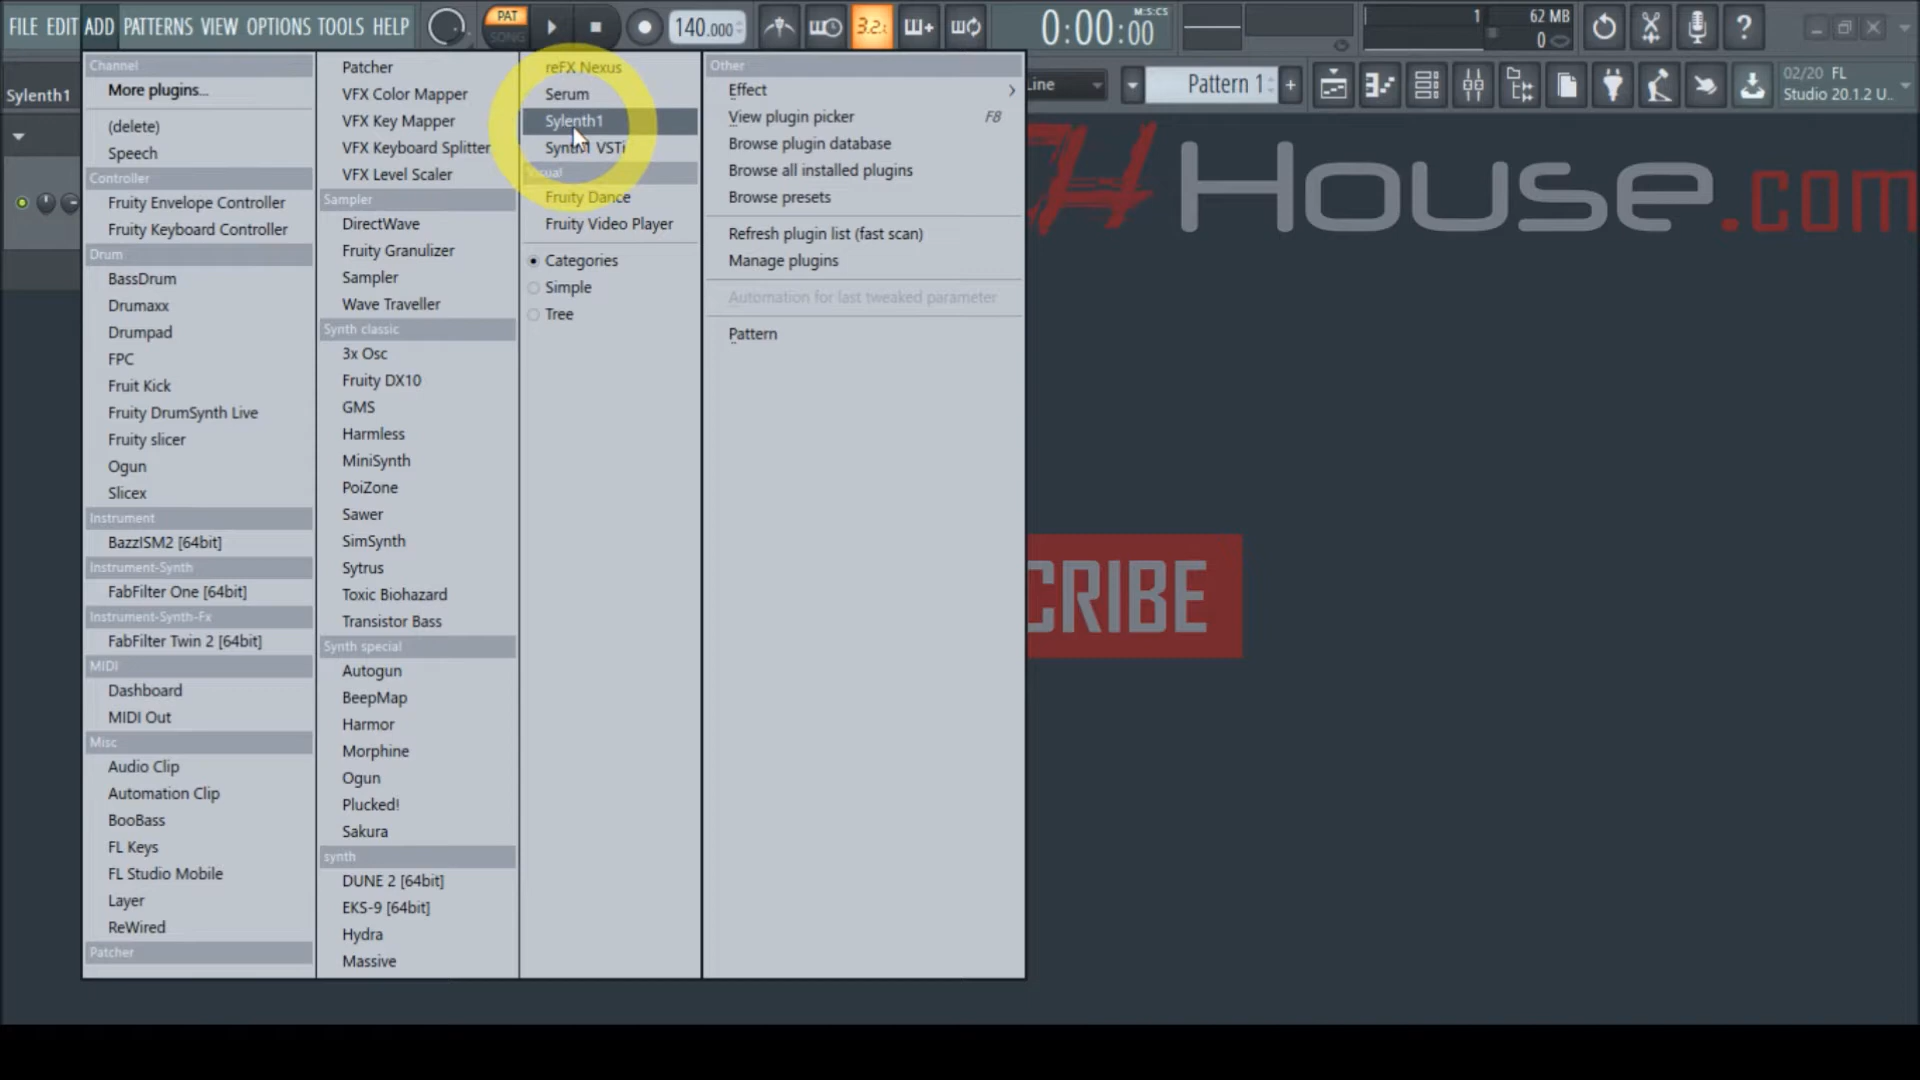 FILE EDIT ADD PATTERNS VIEW OPTIONS TOOLS HELP
PAT
SONG
140.000
3.2.
0:00:00
M:S:CS
1
62 MB
0
Sylenth1
Line
Pattern 1
02/20 FL
Studio 20.1.2 U..
Channel
More plugins...
(delete)
Speech
Controller
Fruity Envelope Controller
Fruity Keyboard Controller
Drum
BassDrum
Drumaxx
Drumpad
FPC
Fruit Kick
Fruity DrumSynth Live
Fruity slicer
Ogun
Slicex
Instrument
BazzISM2 [64bit]
Instrument-Synth
FabFilter One [64bit]
Instrument-Synth-Fx
FabFilter Twin 2 [64bit]
MIDI
Dashboard
MIDI Out
Misc
Audio Clip
Automation Clip
BooBass
FL Keys
FL Studio Mobile
Layer
ReWired
Patcher
Patcher
VFX Color Mapper
VFX Key Mapper
VFX Keyboard Splitter
VFX Level Scaler
Sampler
DirectWave
Fruity Granulizer
Sampler
Wave Traveller
Synth classic
3x Osc
Fruity DX10
GMS
Harmless
MiniSynth
PoiZone
Sawer
SimSynth
Sytrus
Toxic Biohazard
Transistor Bass
Synth special
Autogun
BeepMap
Harmor
Morphine
Ogun
Plucked!
Sakura
synth
DUNE 2 [64bit]
EKS-9 [64bit]
Hydra
Massive
reFX Nexus
Serum
Sylenth1
Synth1 VSTi
Visual
Fruity Dance
Fruity Video Player
Categories
Simple
Tree
Other
Effect
View plugin picker F8
Browse plugin database
Browse all installed plugins
Browse presets
Refresh plugin list (fast scan)
Manage plugins
Automation for last tweaked parameter
Pattern
House.com
CRIBE